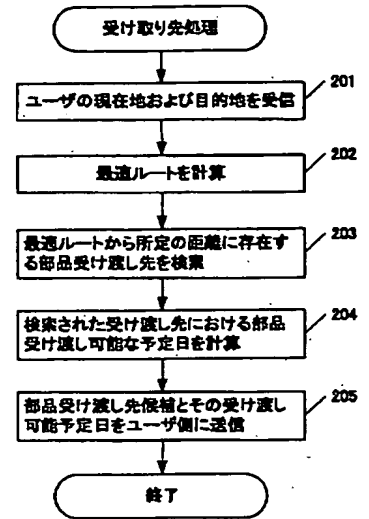 受け取り先処理
201
ユーザの現在地および目的地を受信
202
最適ルートを計算
203
最適ルートから所定の距離に存在す
る部品受け渡し先を検索
204
検索された受け渡し先における部品
受け渡し可能な予定日を計算
205
部品受け渡し先候補とその受け渡し
可能予定日をユーザ側に送信
終了